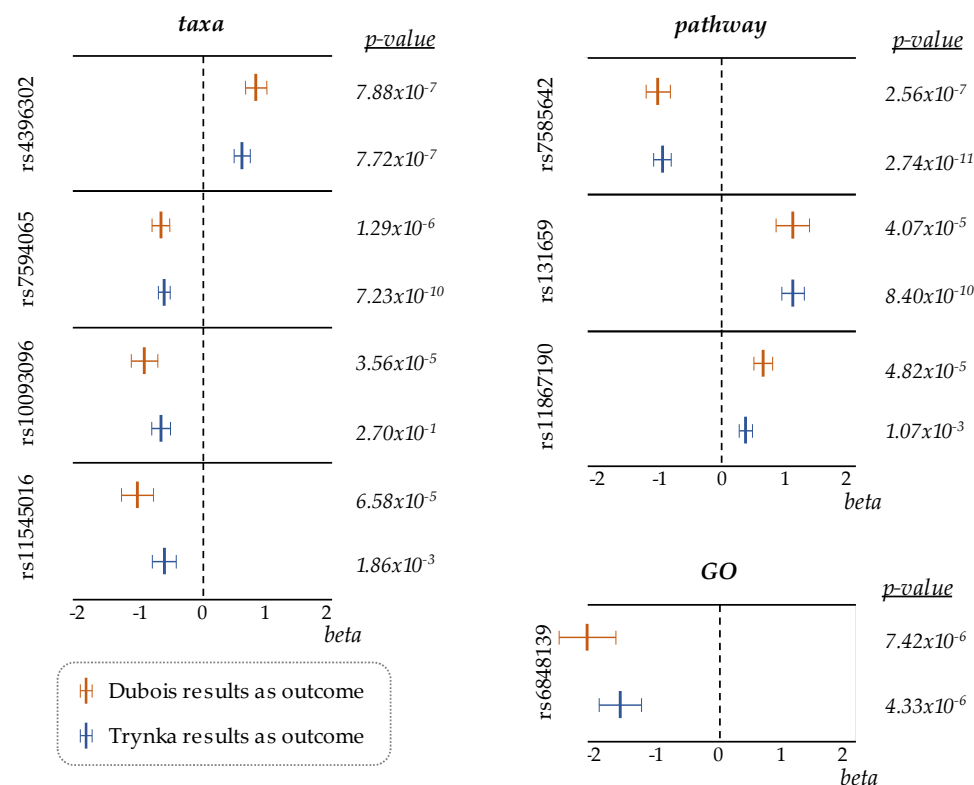 taxa
p-value
rs4396302
7.88x10⁻⁷
7.72x10⁻⁷
rs7594065
1.29x10⁻⁶
7.23x10⁻¹⁰
rs10093096
3.56x10⁻⁵
2.70x10⁻¹
rs11545016
6.58x10⁻⁵
1.86x10⁻³
-2 -1 0 1 2
beta
Dubois results as outcome
Trynka results as outcome
pathway
p-value
rs7585642
2.56x10⁻⁷
2.74x10⁻¹¹
rs131659
4.07x10⁻⁵
8.40x10⁻¹⁰
rs11867190
4.82x10⁻⁵
1.07x10⁻³
-2 -1 0 1 2
beta
GO
p-value
rs6848139
7.42x10⁻⁶
4.33x10⁻⁶
-2 -1 0 1 2
beta